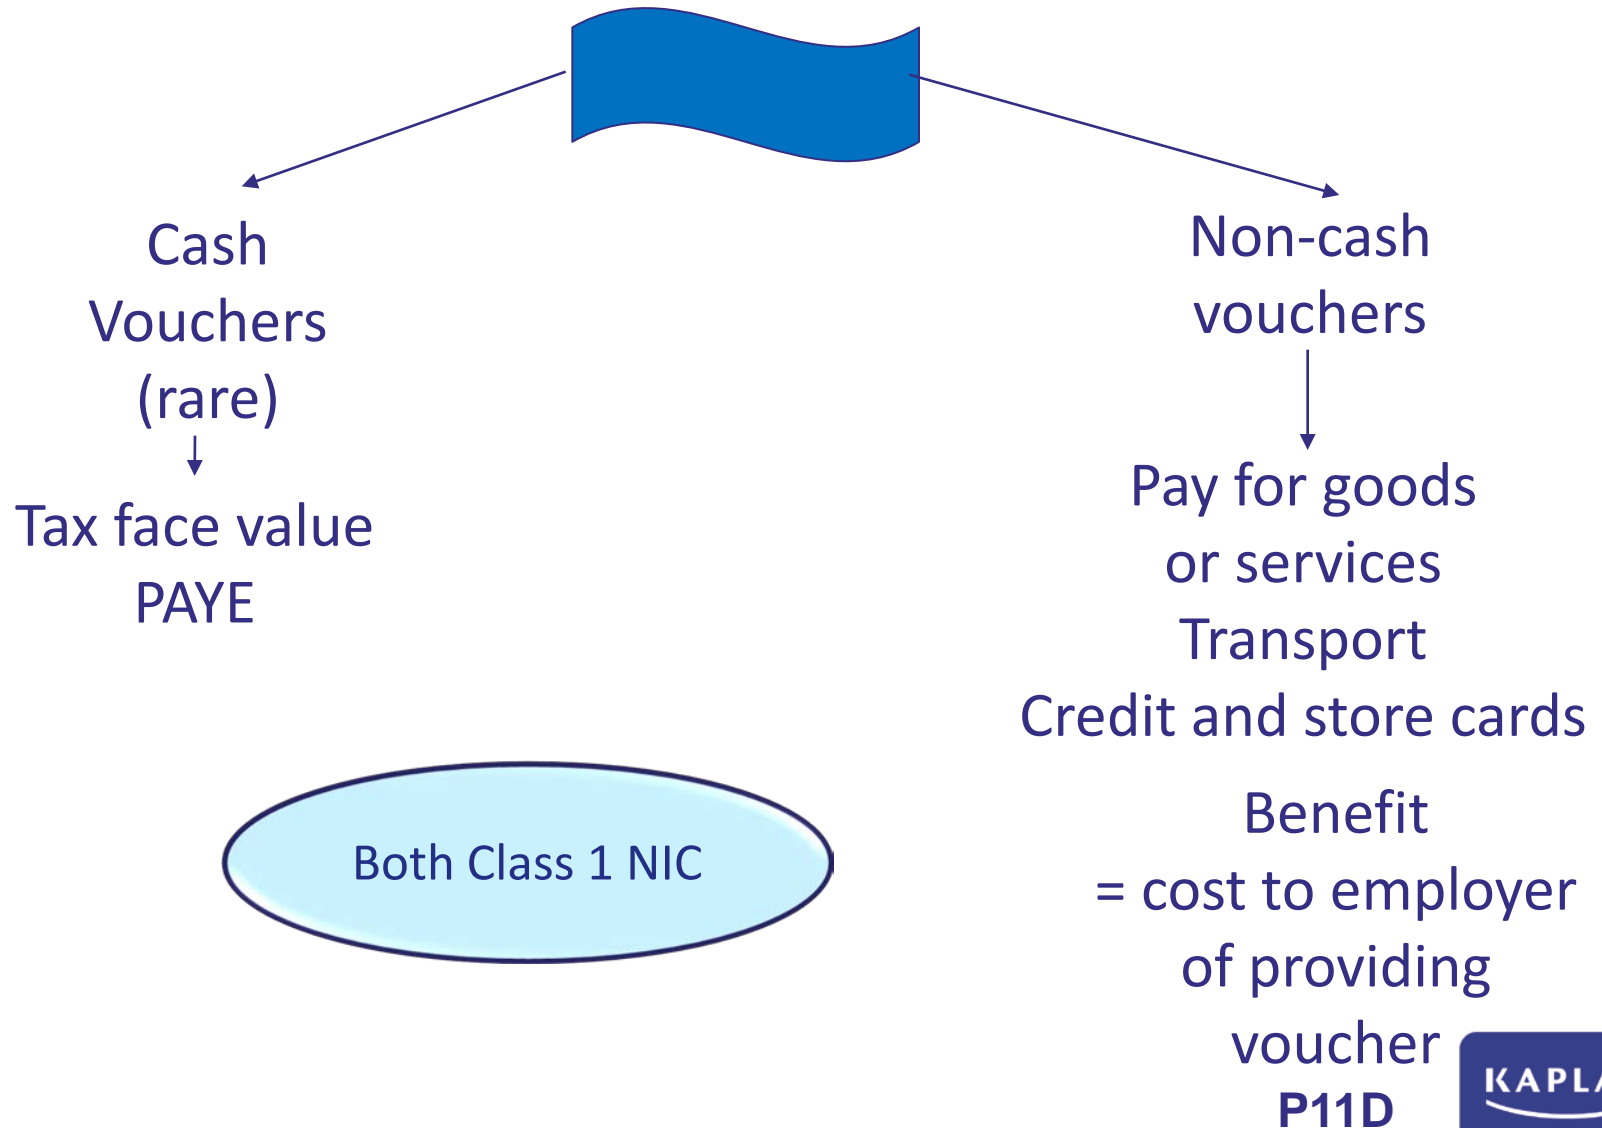 Cash
Vouchers
(rare)
Tax face value
PAYE
Non-cash
vouchers
Pay for goods
or services
Transport
Credit and store cards
Benefit
= cost to employer
of providing
voucher
P11D
Both Class 1 NIC